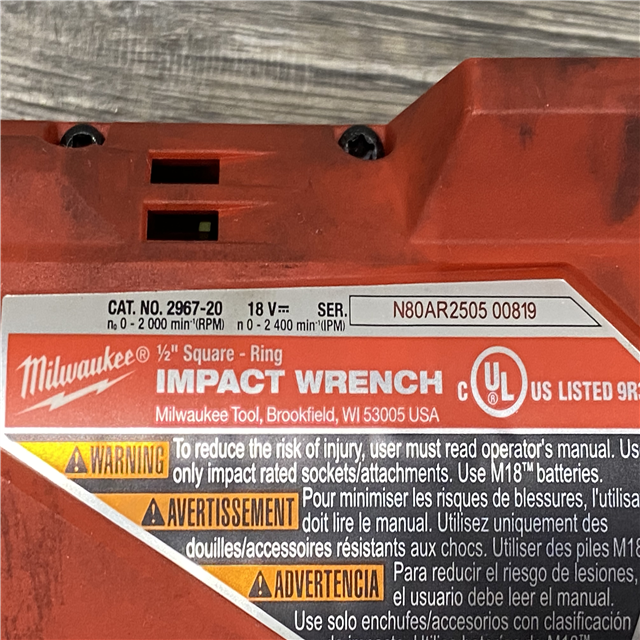 CAT. NO. 2967-20 18 V⎓ SER. N80AR2505 00819
n₀ 0 - 2 000 min⁻¹(RPM) n 0 - 2 400 min⁻¹(IPM)
Milwaukee® ½" Square - Ring
IMPACT WRENCH
Milwaukee Tool, Brookfield, WI 53005 USA
C UL ® US LISTED
WARNING To reduce the risk of injury, user must read operator's manual.
only impact rated sockets/attachments. Use M18™ batteries.
AVERTISSEMENT Pour minimiser les risques de blessures,
doit lire le manual. Utilisez uniquement des
douilles/accessoires résistants aux chocs. Utiliser des piles
ADVERTENCIA Para reducir el riesgo de lesiones,
el usuario debe leer el manual.
Use solo enchufes/accesorios con clasificación